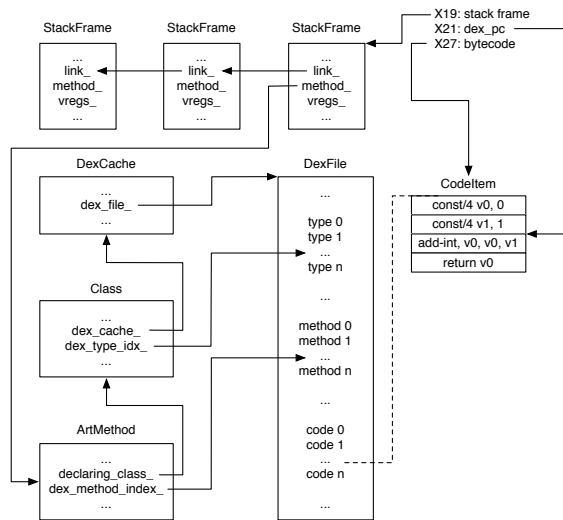 X19: stack frame
X21: dex_pc
X27: bytecode
StackFrame
...
link_
method_
vregs_
...
StackFrame
...
link_
method_
vregs_
...
StackFrame
...
link_
method_
vregs_
...
DexCache
...
dex_file_
...
Class
...
dex_cache_
dex_type_idx_
...
ArtMethod
...
declaring_class_
dex_method_index_
...
DexFile
...
type 0
type 1
...
type n
...
method 0
method 1
...
method n
...
code 0
code 1
...
code n
...
CodeItem
const/4 v0, 0
const/4 v1, 1
add-int, v0, v0, v1
return v0